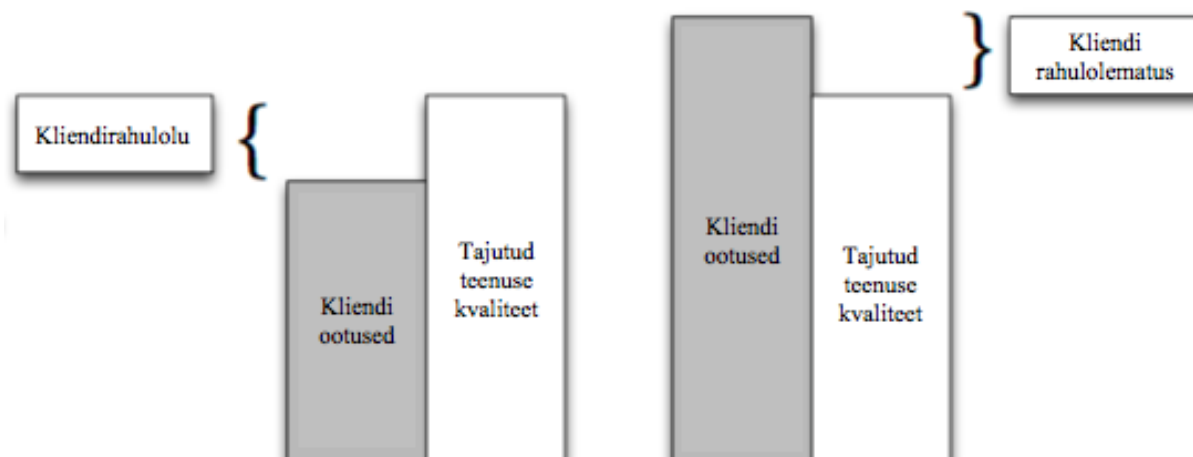 Kliendirahulolu
Kliendi
ootused
Tajutud
teenuse
kvaliteet
Kliendi
ootused
Tajutud
teenuse
kvaliteet
Kliendi
rahulolematus